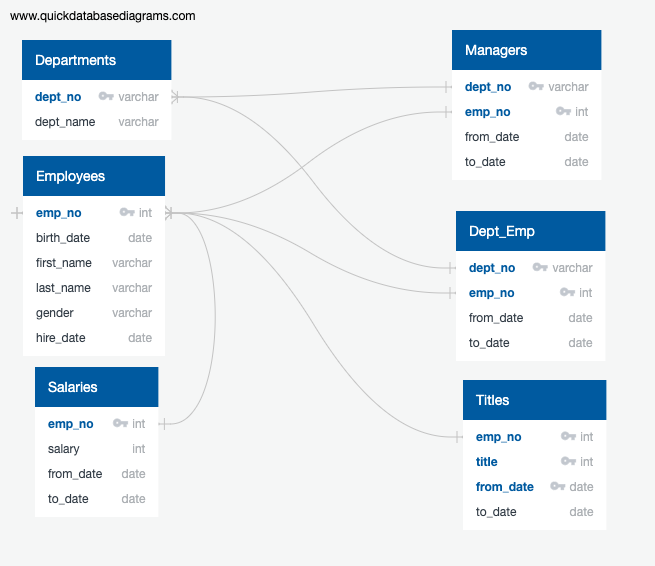 www.quickdatabasediagrams.com
Departments
dept_no varchar
dept_name varchar
Employees
emp_no int
birth_date date
first_name varchar
last_name varchar
gender varchar
hire_date date
Salaries
emp_no int
salary int
from_date date
to_date date
Managers
dept_no varchar
emp_no int
from_date date
to_date date
Dept_Emp
dept_no varchar
emp_no int
from_date date
to_date date
Titles
emp_no int
title int
from_date date
to_date date